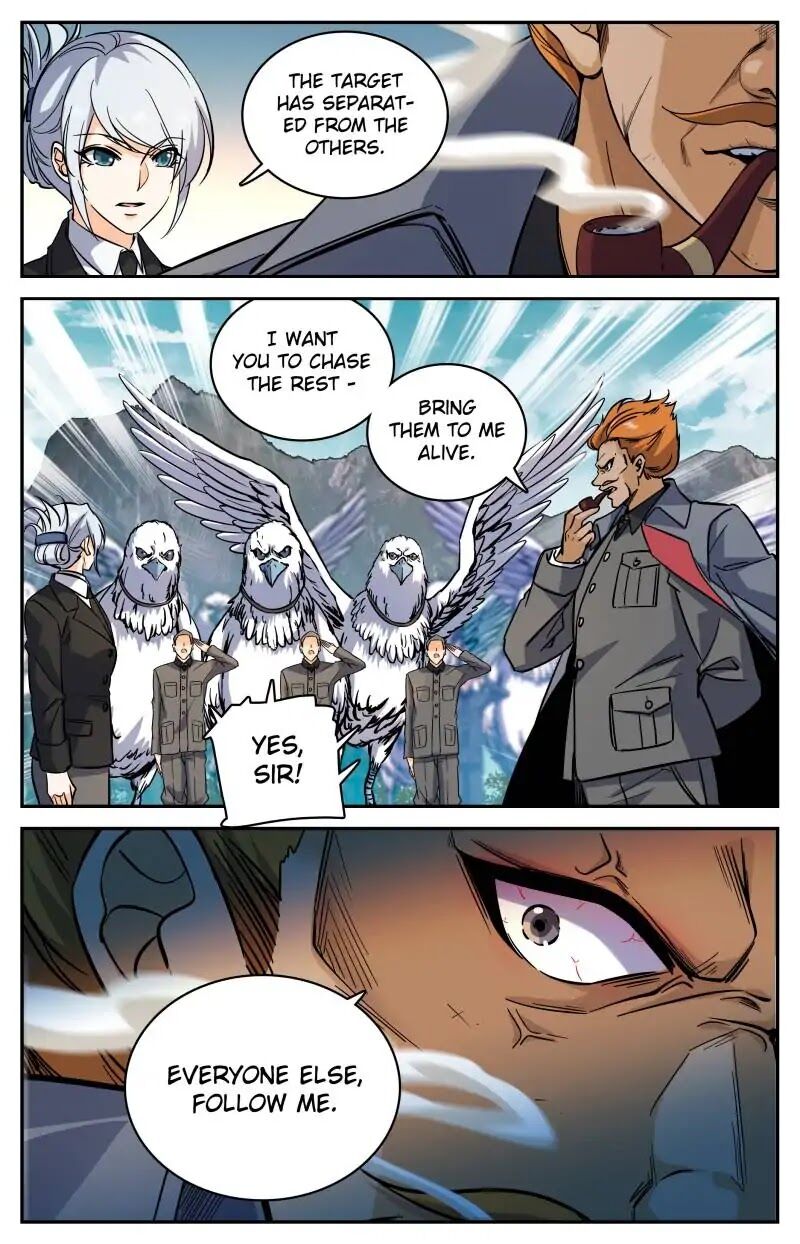 THE TARGET
HAS SEPARAT-
ED FROM THE
OTHERS.
I WANT
YOU TO CHASE
THE REST -
BRING
THEM TO ME
ALIVE.
YES,
SIR!
EVERYONE ELSE,
FOLLOW ME.